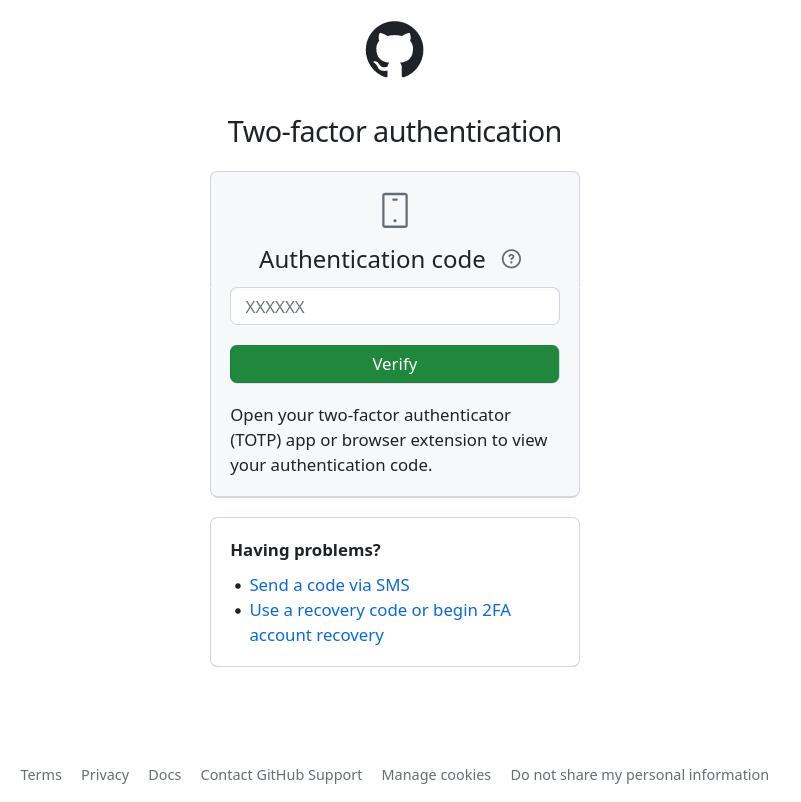 Two-factor authentication
Authentication code
XXXXXX
Verify
Open your two-factor authenticator
(TOTP) app or browser extension to view
your authentication code.
Having problems?
Send a code via SMS
Use a recovery code or begin 2FA
account recovery
Terms Privacy Docs Contact GitHub Support Manage cookies Do not share my personal information